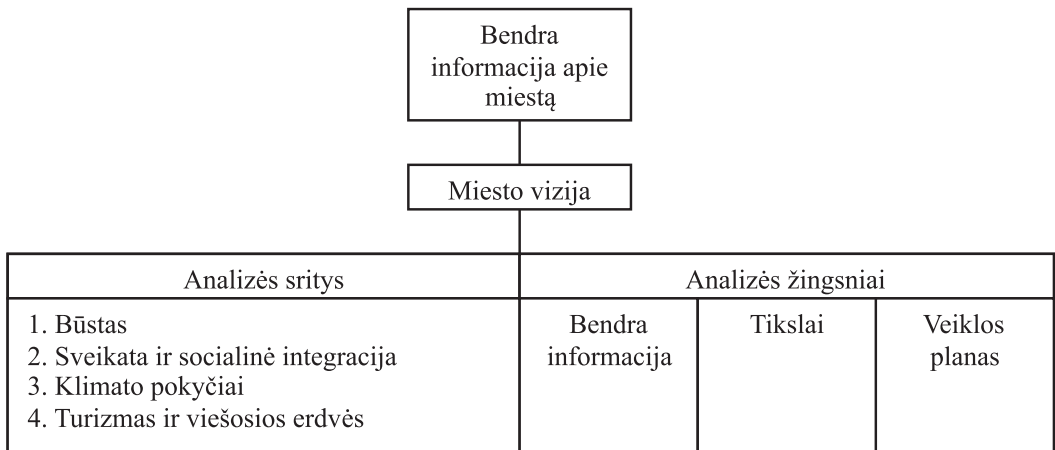 Bendra
informacija apie
miestą
Miesto vizija
Analizės sritys
Analizės žingsniai
1. Būstas
2. Sveikata ir socialinė integracija
3. Klimato pokyčiai
4. Turizmas ir viešosios erdvės
Bendra
informacija
Tikslai
Veiklos
planas